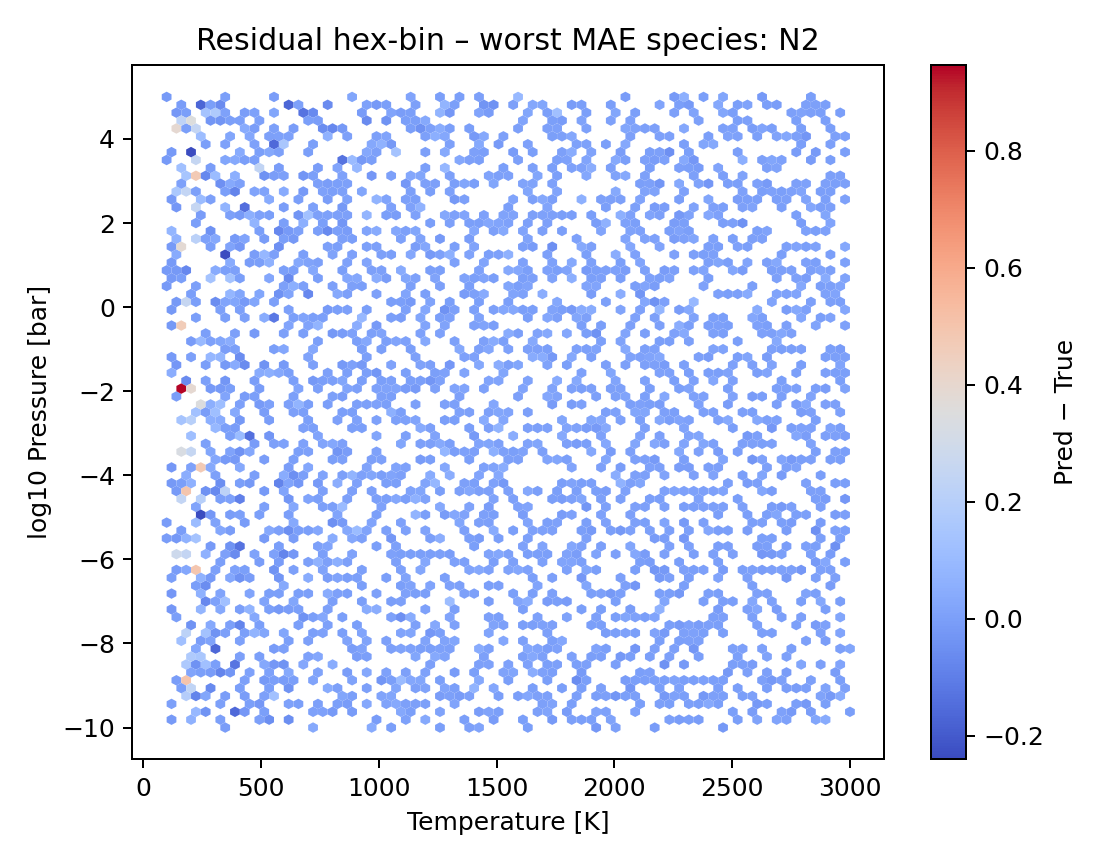 Residual hex-bin – worst MAE species: N2
log10 Pressure [bar]
4
2
0
−2
−4
−6
−8
−10
0 500 1000 1500 2000 2500 3000
Temperature [K]
0.8
0.6
0.4
0.2
0.0
−0.2
Pred − True